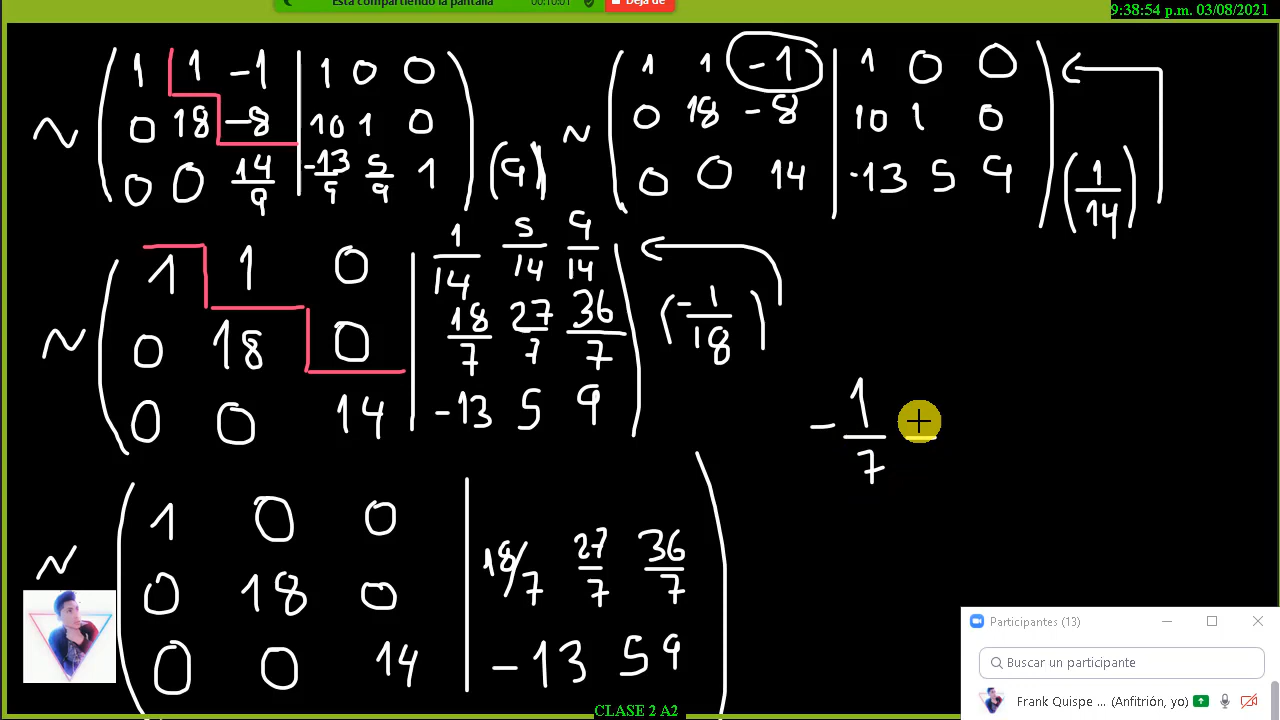 Está compartiendo la pantalla 00:10:01 Deja de
9:38:54 p.m. 03/08/2021
~ ( 1 1 -1 | 1 0 0 )
0 18 -8 | 10 1 0
0 0 14/9 | -13/9 5/9 1 ) (9)
~ ( 1 1 -1 | 1 0 0 )
0 18 -8 | 10 1 0
0 0 14 | -13 5 9 ) (1/14)
~ ( 1 1 0 | 1/14 5/14 9/14 )
0 18 0 | 18/7 27/7 36/7 ) (-1/18)
0 0 14 | -13 5 9
-1/7
~ ( 1 0 0 |
0 18 0 | 18/7 27/7 36/7
0 0 14 | -13 5 9 )
Participantes (13)
Buscar un participante
Frank Quispe ... (Anfitrión, yo)
CLASE 2 A2